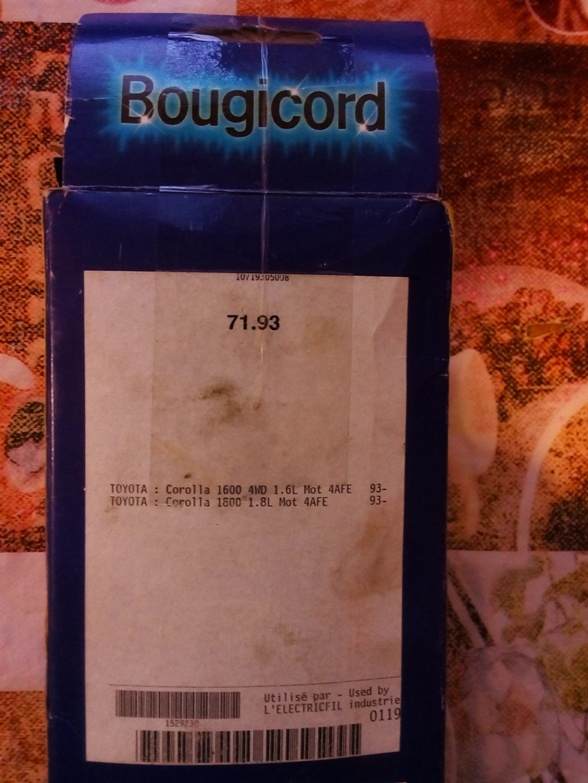 Bougicord
71.93
TOYOTA : Corolla 1600 4WD 1.6L Mot 4AFE 93-
TOYOTA : Corolla 1800 1.8L Mot 4AFE 93-
Utilisé par - Used by
L'ELECTRICFIL industrie
0119